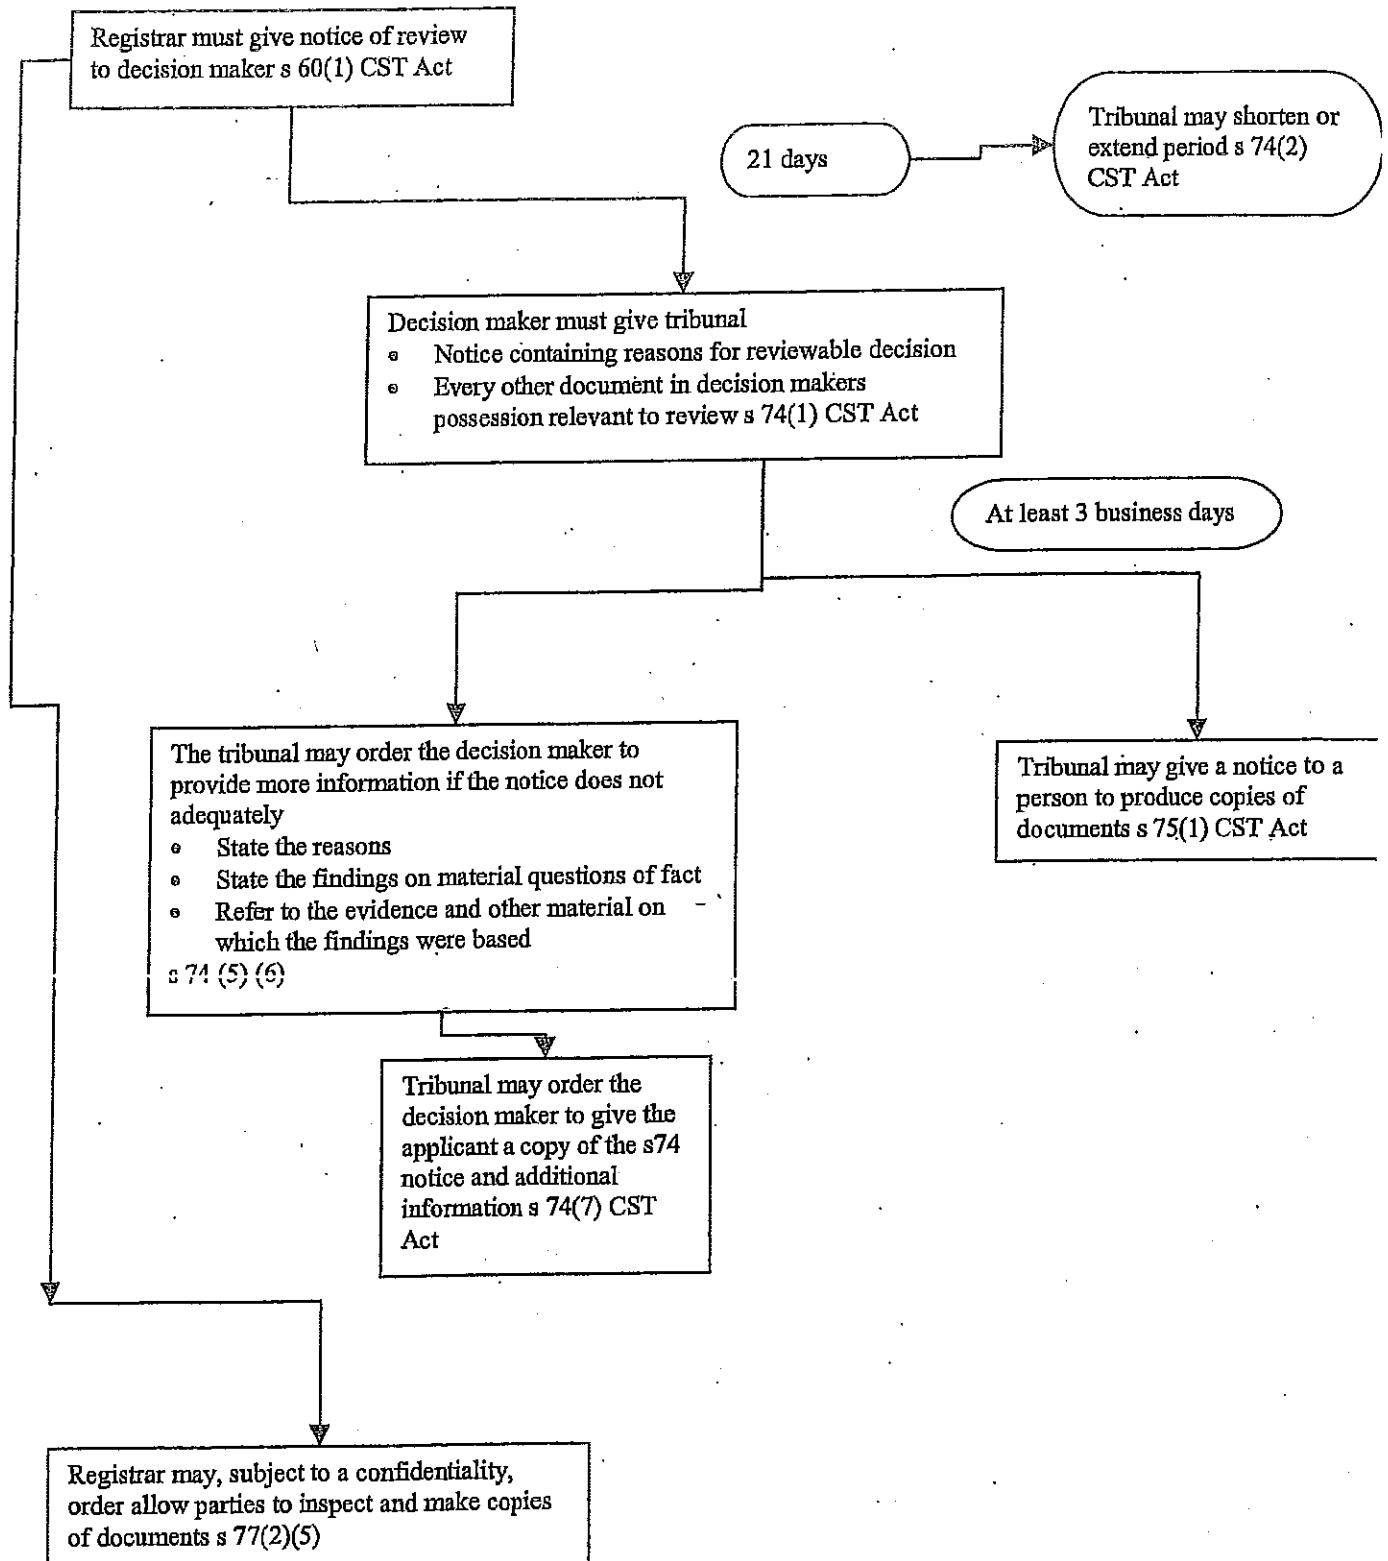 Registrar must give notice of review
to decision maker s 60(1) CST Act
21 days
Tribunal may shorten or
extend period s 74(2)
CST Act
Decision maker must give tribunal
Notice containing reasons for reviewable decision
Every other document in decision makers
possession relevant to review s 74(1) CST Act
At least 3 business days
The tribunal may order the decision maker to
provide more information if the notice does not
adequately
State the reasons
State the findings on material questions of fact
Refer to the evidence and other material on
which the findings were based
s 74 (5) (6)
Tribunal may give a notice to a
person to produce copies of
documents s 75(1) CST Act
Tribunal may order the
decision maker to give the
applicant a copy of the s74
notice and additional
information s 74(7) CST
Act
Registrar may, subject to a confidentiality,
order allow parties to inspect and make copies
of documents s 77(2)(5)